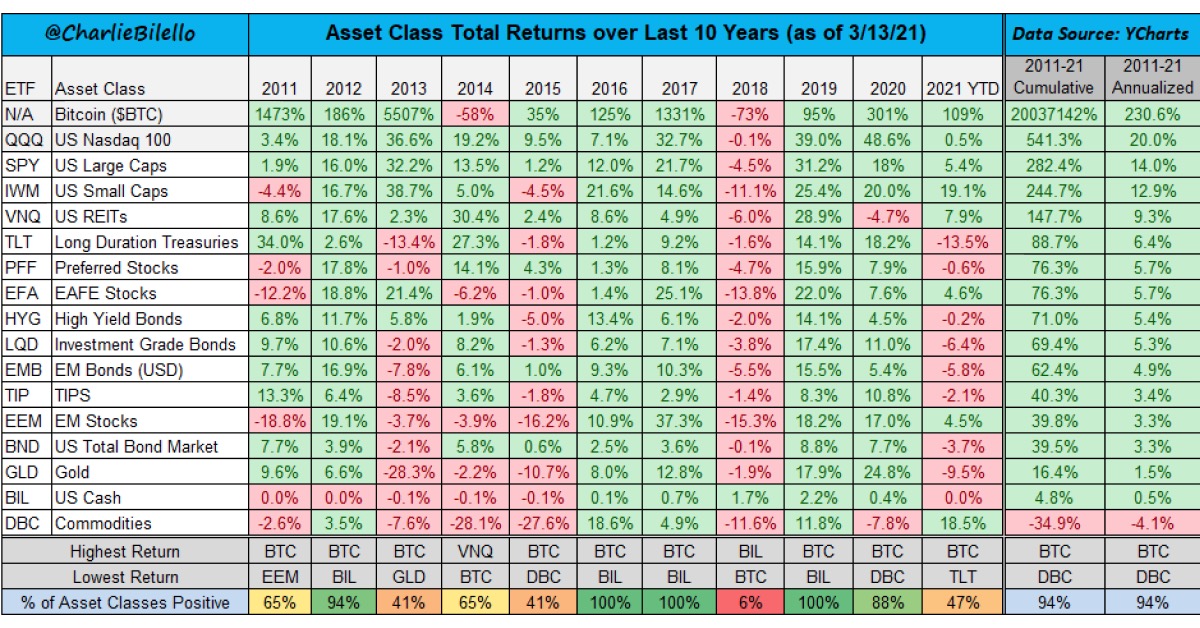 @CharlieBilello Asset Class Total Returns over Last 10 Years (as of 3/13/21) Data Source: YCharts
ETF Asset Class 2011 2012 2013 2014 2015 2016 2017 2018 2019 2020 2021 YTD 2011-21 Cumulative 2011-21 Annualized
N/A Bitcoin ($BTC) 1473% 186% 5507% -58% 35% 125% 1331% -73% 95% 301% 109% 20037142% 230.6%
QQQ US Nasdaq 100 3.4% 18.1% 36.6% 19.2% 9.5% 7.1% 32.7% -0.1% 39.0% 48.6% 0.5% 541.3% 20.0%
SPY US Large Caps 1.9% 16.0% 32.2% 13.5% 1.2% 12.0% 21.7% -4.5% 31.2% 18% 5.4% 282.4% 14.0%
IWM US Small Caps -4.4% 16.7% 38.7% 5.0% -4.5% 21.6% 14.6% -11.1% 25.4% 20.0% 19.1% 244.7% 12.9%
VNQ US REITs 8.6% 17.6% 2.3% 30.4% 2.4% 8.6% 4.9% -6.0% 28.9% -4.7% 7.9% 147.7% 9.3%
TLT Long Duration Treasuries 34.0% 2.6% -13.4% 27.3% -1.8% 1.2% 9.2% -1.6% 14.1% 18.2% -13.5% 88.7% 6.4%
PFF Preferred Stocks -2.0% 17.8% -1.0% 14.1% 4.3% 1.3% 8.1% -4.7% 15.9% 7.9% -0.6% 76.3% 5.7%
EFA EAFE Stocks -12.2% 18.8% 21.4% -6.2% -1.0% 1.4% 25.1% -13.8% 22.0% 7.6% 4.6% 76.3% 5.7%
HYG High Yield Bonds 6.8% 11.7% 5.8% 1.9% -5.0% 13.4% 6.1% -2.0% 14.1% 4.5% -0.2% 71.0% 5.4%
LQD Investment Grade Bonds 9.7% 10.6% -2.0% 8.2% -1.3% 6.2% 7.1% -3.8% 17.4% 11.0% -6.4% 69.4% 5.3%
EMB EM Bonds (USD) 7.7% 16.9% -7.8% 6.1% 1.0% 9.3% 10.3% -5.5% 15.5% 5.4% -5.8% 62.4% 4.9%
TIP TIPS 13.3% 6.4% -8.5% 3.6% -1.8% 4.7% 2.9% -1.4% 8.3% 10.8% -2.1% 40.3% 3.4%
EEM EM Stocks -18.8% 19.1% -3.7% -3.9% -16.2% 10.9% 37.3% -15.3% 18.2% 17.0% 4.5% 39.8% 3.3%
BND US Total Bond Market 7.7% 3.9% -2.1% 5.8% 0.6% 2.5% 3.6% -0.1% 8.8% 7.7% -3.7% 39.5% 3.3%
GLD Gold 9.6% 6.6% -28.3% -2.2% -10.7% 8.0% 12.8% -1.9% 17.9% 24.8% -9.5% 16.4% 1.5%
BIL US Cash 0.0% 0.0% -0.1% -0.1% -0.1% 0.1% 0.7% 1.7% 2.2% 0.4% 0.0% 4.8% 0.5%
DBC Commodities -2.6% 3.5% -7.6% -28.1% -27.6% 18.6% 4.9% -11.6% 11.8% -7.8% 18.5% -34.9% -4.1%
Highest Return BTC BTC BTC VNQ BTC BTC BTC BIL BTC BTC BTC BTC BTC
Lowest Return EEM BIL GLD BTC DBC BIL BIL BTC BIL DBC TLT DBC DBC
% of Asset Classes Positive 65% 94% 41% 65% 41% 100% 100% 6% 100% 88% 47% 94% 94%